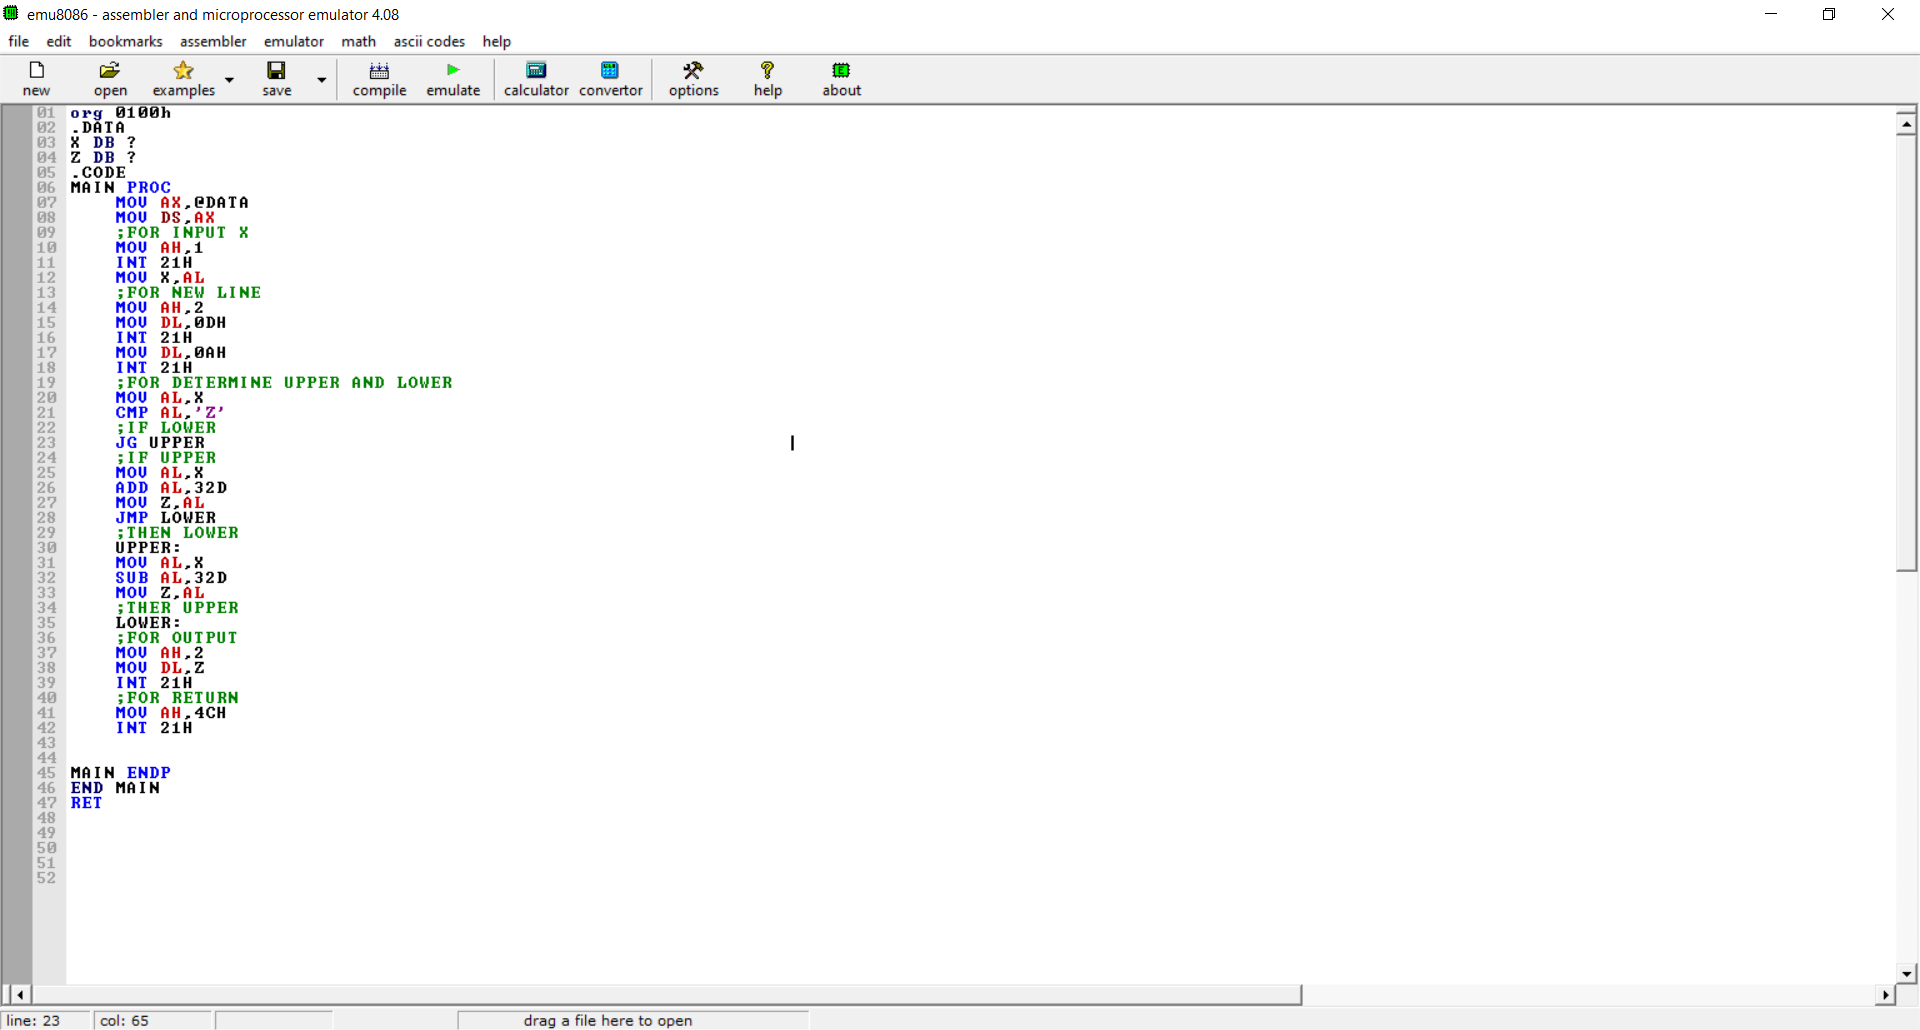 emu8086 - assembler and microprocessor emulator 4.08
file edit bookmarks assembler emulator math ascii codes help
new open examples save compile emulate calculator convertor options help about
01 org 0100h
02 .DATA
03 X DB ?
04 Z DB ?
05 .CODE
06 MAIN PROC
07 MOV AX,@DATA
08 MOV DS,AX
09 ;FOR INPUT X
10 MOV AH,1
11 INT 21H
12 MOV X,AL
13 ;FOR NEW LINE
14 MOV AH,2
15 MOV DL,0DH
16 INT 21H
17 MOV DL,0AH
18 INT 21H
19 ;FOR DETERMINE UPPER AND LOWER
20 MOV AL,X
21 CMP AL,'Z'
22 ;IF LOWER
23 JG UPPER
24 ;IF UPPER
25 MOV AL,X
26 ADD AL,32D
27 MOV Z,AL
28 JMP LOWER
29 ;THEN LOWER
30 UPPER:
31 MOV AL,X
32 SUB AL,32D
33 MOV Z,AL
34 ;THER UPPER
35 LOWER:
36 ;FOR OUTPUT
37 MOV AH,2
38 MOV DL,Z
39 INT 21H
40 ;FOR RETURN
41 MOV AH,4CH
42 INT 21H
43
44
45 MAIN ENDP
46 END MAIN
47 RET
48
49
50
51
52
line: 23 col: 65 drag a file here to open